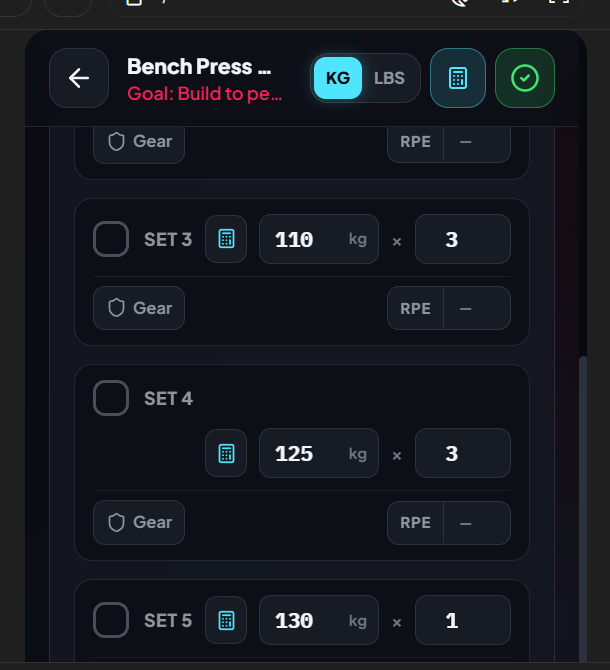 Bench Press ...
Goal: Build to pe...
KG LBS
Gear RPE –
SET 3 110 kg × 3
Gear RPE –
SET 4
125 kg × 3
Gear RPE –
SET 5 130 kg × 1